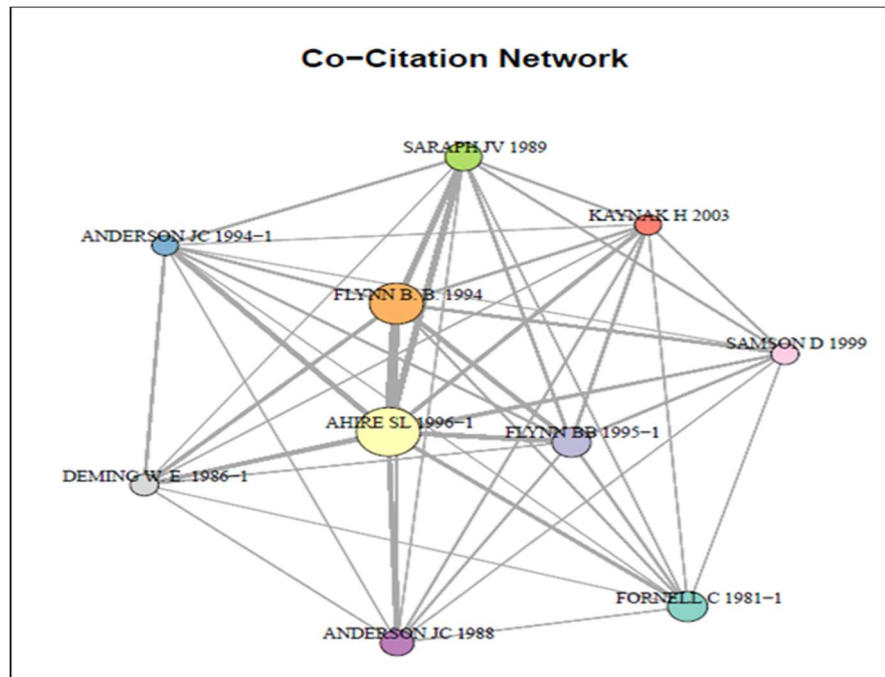 Co−Citation Network
SARAPH JV 1989
KAYNAK H 2003
ANDERSON JC 1994−1
FLYNN B. B. 1994
SAMSON D 1999
AHIRE SL 1996−1
FLYNN BB 1995−1
DEMING W. E. 1986−1
FORNELL C 1981−1
ANDERSON JC 1988